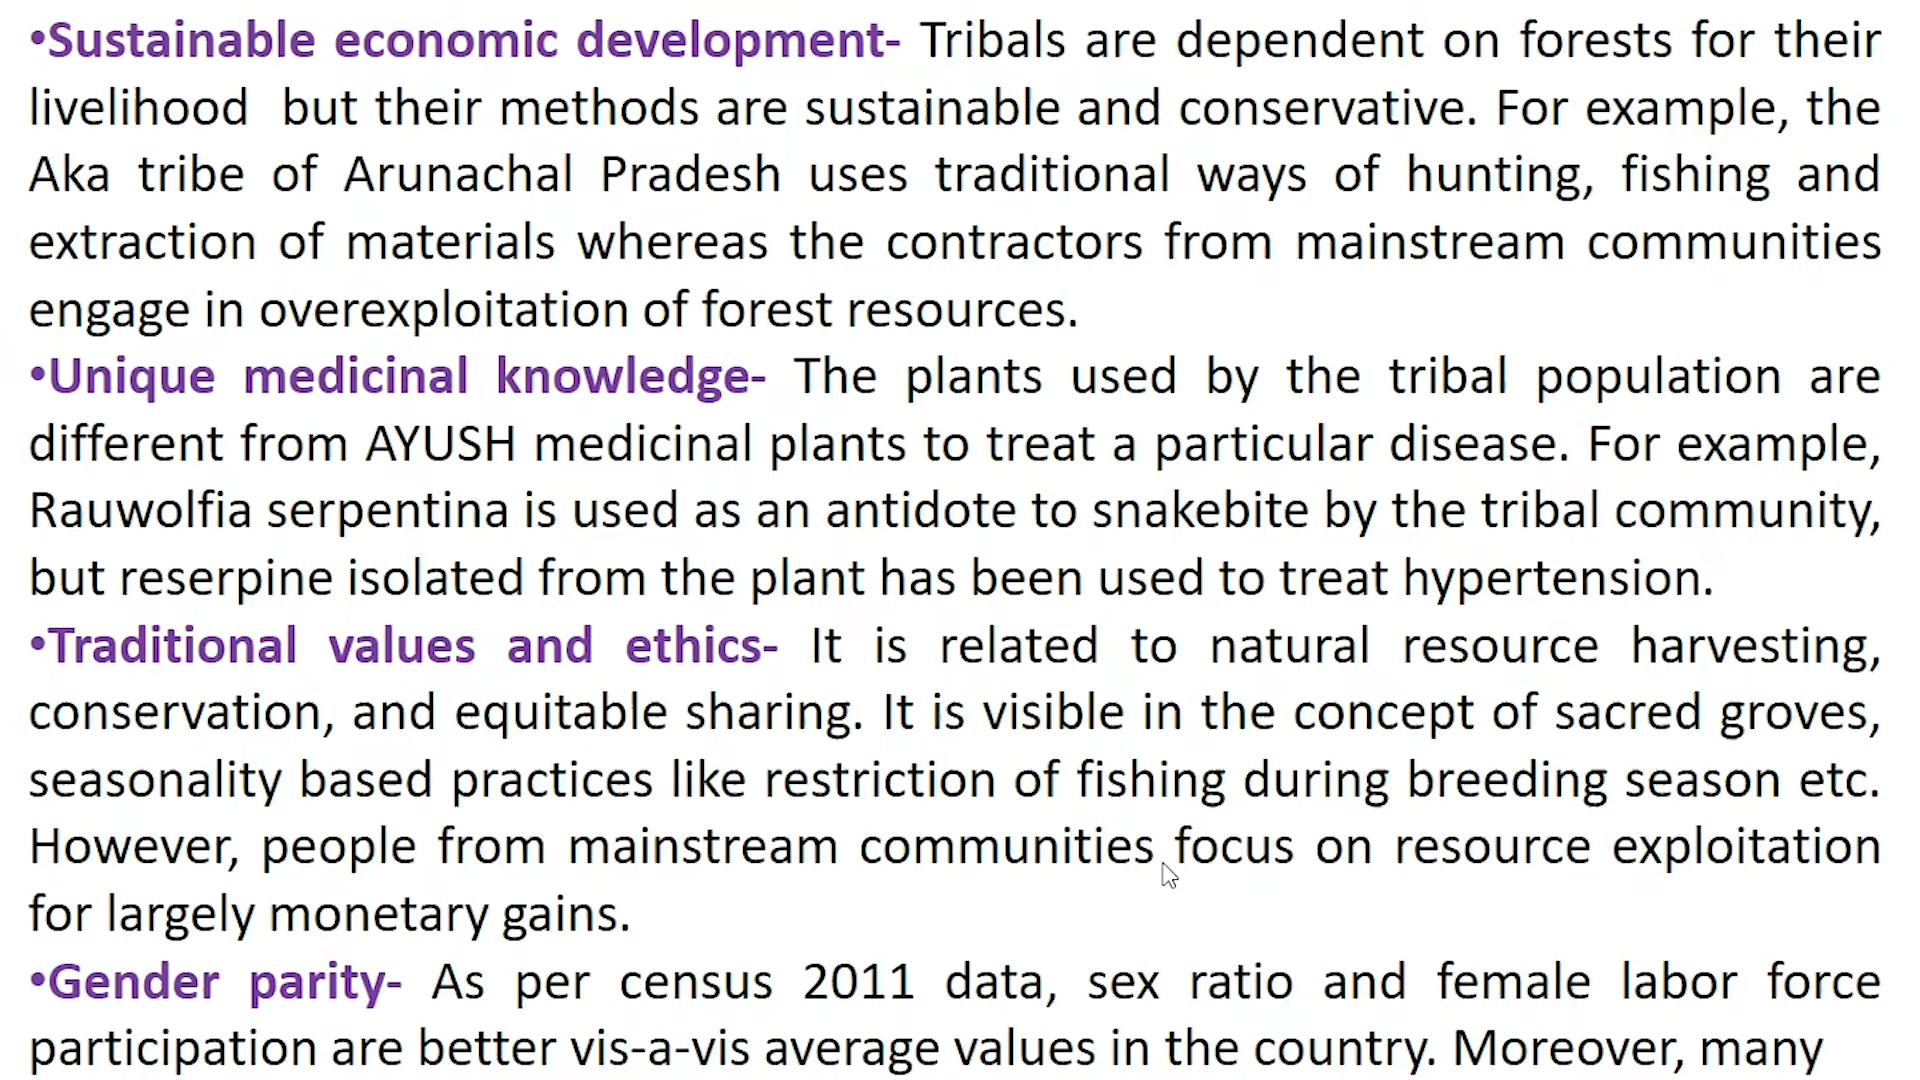 •Sustainable economic development- Tribals are dependent on forests for their
livelihood but their methods are sustainable and conservative. For example, the
Aka tribe of Arunachal Pradesh uses traditional ways of hunting, fishing and
extraction of materials whereas the contractors from mainstream communities
engage in overexploitation of forest resources.
•Unique medicinal knowledge- The plants used by the tribal population are
different from AYUSH medicinal plants to treat a particular disease. For example,
Rauwolfia serpentina is used as an antidote to snakebite by the tribal community,
but reserpine isolated from the plant has been used to treat hypertension.
•Traditional values and ethics- It is related to natural resource harvesting,
conservation, and equitable sharing. It is visible in the concept of sacred groves,
seasonality based practices like restriction of fishing during breeding season etc.
However, people from mainstream communities focus on resource exploitation
for largely monetary gains.
•Gender parity- As per census 2011 data, sex ratio and female labor force
participation are better vis-a-vis average values in the country. Moreover, many